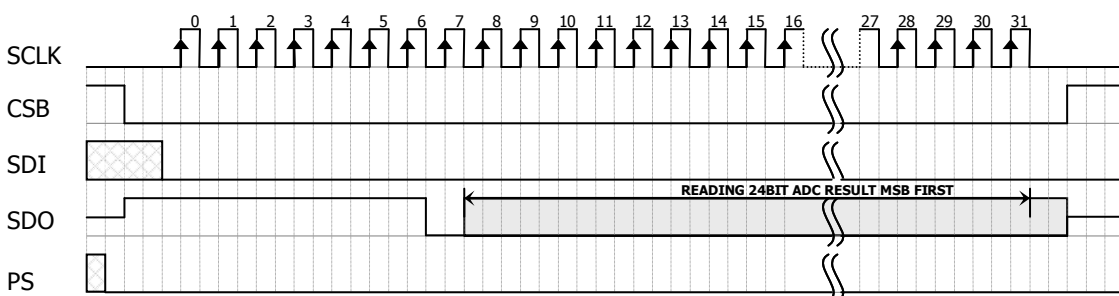 0 1 2 3 4 5 6 7 8 9 10 11 12 13 14 15 16 27 28 29 30 31
SCLK
CSB
SDI
READING 24BIT ADC RESULT MSB FIRST
SDO
PS